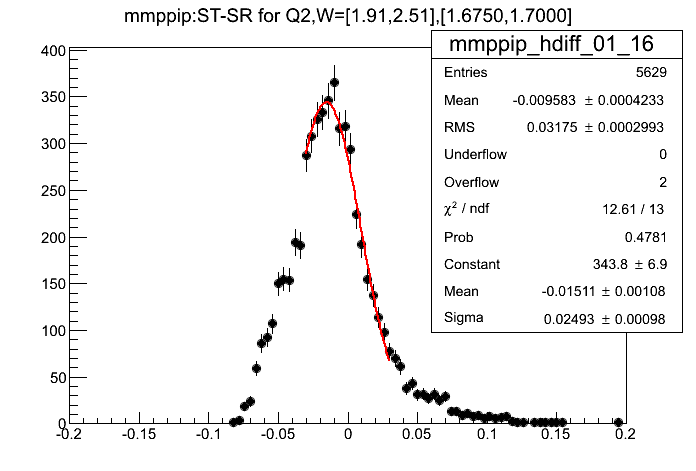 mmppip:ST-SR for Q2,W=[1.91,2.51],[1.6750,1.7000]
mmppip_hdiff_01_16
Entries 5629
Mean -0.009583 ± 0.0004233
RMS 0.03175 ± 0.0002993
Underflow 0
Overflow 2
χ² / ndf 12.61 / 13
Prob 0.4781
Constant 343.8 ± 6.9
Mean -0.01511 ± 0.00108
Sigma 0.02493 ± 0.00098
400
350
300
250
200
150
100
50
0
-0.2 -0.15 -0.1 -0.05 0 0.05 0.1 0.15 0.2